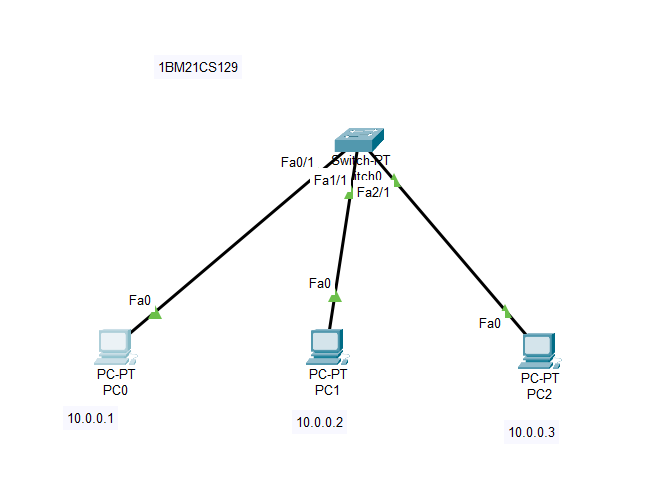 1BM21CS129
Switch-PT
Fa0/1
Fa1/1
Fa2/1
Fa0
Fa0
Fa0
PC-PT
PC0
PC-PT
PC1
PC-PT
PC2
10.0.0.1
10.0.0.2
10.0.0.3